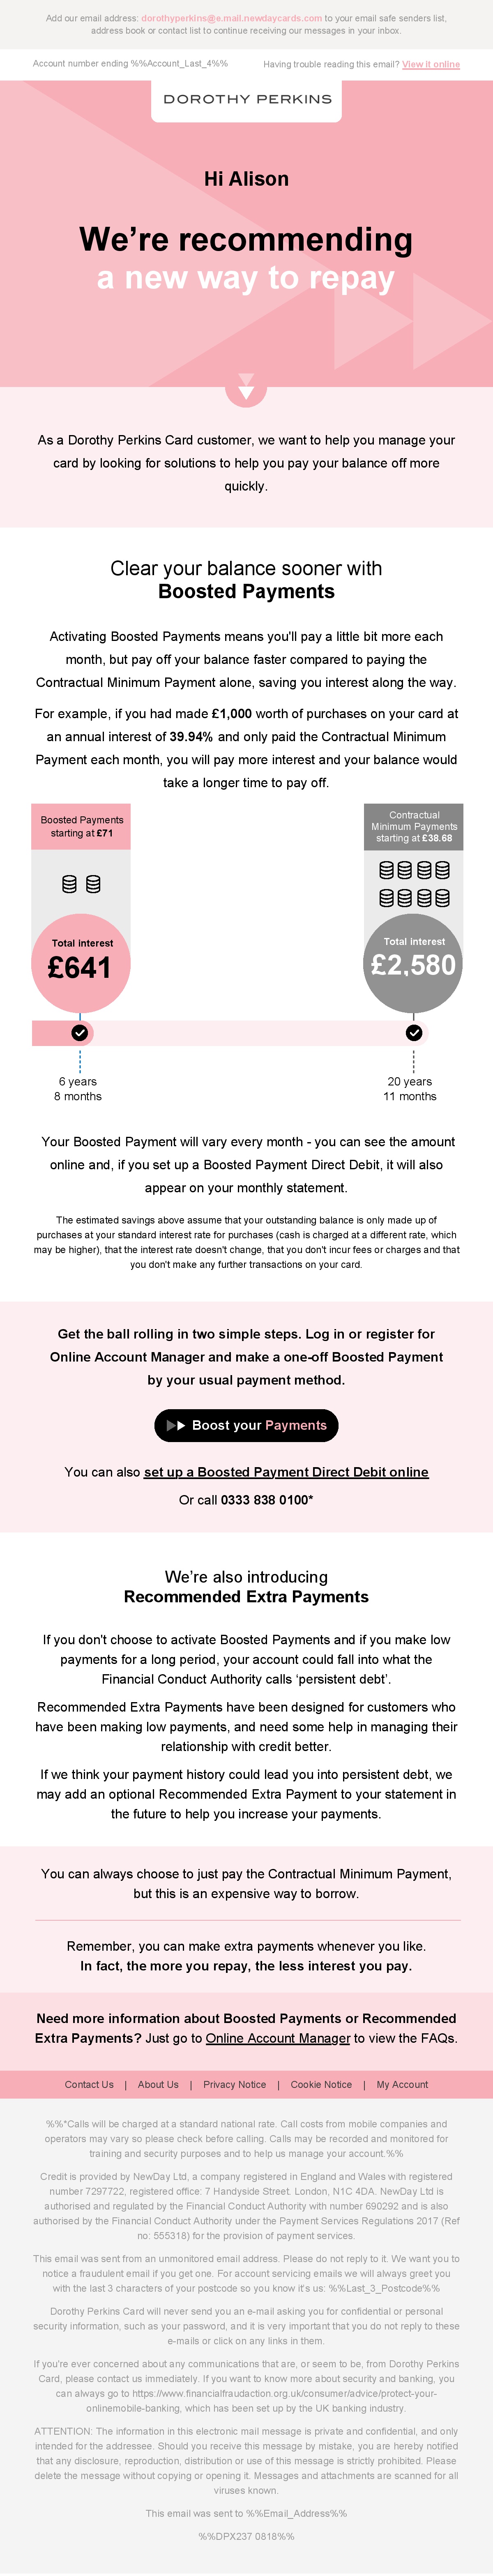 Add our email address: dorothyperkins@e.mail.newdaycards.com to your email safe senders list,
address book or contact list to continue receiving our messages in your inbox.
Account number ending %%Account_Last_4%%
Having trouble reading this email? View it online
DOROTHY PERKINS
Hi Alison
We're recommending
a new way to repay
As a Dorothy Perkins Card customer, we want to help you manage your
card by looking for solutions to help you pay your balance off more
quickly.
Clear your balance sooner with
Boosted Payments
Activating Boosted Payments means you'll pay a little bit more each
month, but pay off your balance faster compared to paying the
Contractual Minimum Payment alone, saving you interest along the way.
For example, if you had made £1,000 worth of purchases on your card at
an annual interest of 39.94% and only paid the Contractual Minimum
Payment each month, you will pay more interest and your balance would
take a longer time to pay off.
Boosted Payments
starting at £71
Total interest
£641
6 years
8 months
Contractual
Minimum Payments
starting at £38.68
Total interest
£2,580
20 years
11 months
Your Boosted Payment will vary every month - you can see the amount
online and, if you set up a Boosted Payment Direct Debit, it will also
appear on your monthly statement.
The estimated savings above assume that your outstanding balance is only made up of
purchases at your standard interest rate for purchases (cash is charged at a different rate, which
may be higher), that the interest rate doesn't change, that you don't incur fees or charges and that
you don't make any further transactions on your card.
Get the ball rolling in two simple steps. Log in or register for
Online Account Manager and make a one-off Boosted Payment
by your usual payment method.
Boost your Payments
You can also set up a Boosted Payment Direct Debit online
Or call 0333 838 0100*
We're also introducing
Recommended Extra Payments
If you don't choose to activate Boosted Payments and if you make low
payments for a long period, your account could fall into what the
Financial Conduct Authority calls 'persistent debt'.
Recommended Extra Payments have been designed for customers who
have been making low payments, and need some help in managing their
relationship with credit better.
If we think your payment history could lead you into persistent debt, we
may add an optional Recommended Extra Payment to your statement in
the future to help you increase your payments.
You can always choose to just pay the Contractual Minimum Payment,
but this is an expensive way to borrow.
Remember, you can make extra payments whenever you like.
In fact, the more you repay, the less interest you pay.
Need more information about Boosted Payments or Recommended
Extra Payments? Just go to Online Account Manager to view the FAQs.
Contact Us | About Us | Privacy Notice | Cookie Notice | My Account
%%*Calls will be charged at a standard national rate. Call costs from mobile companies and
operators may vary so please check before calling. Calls may be recorded and monitored for
training and security purposes and to help us manage your account.%%
Credit is provided by NewDay Ltd, a company registered in England and Wales with registered
number 7297722, registered office: 7 Handyside Street. London, N1C 4DA. NewDay Ltd is
authorised and regulated by the Financial Conduct Authority with number 690292 and is also
authorised by the Financial Conduct Authority under the Payment Services Regulations 2017 (Ref
no: 555318) for the provision of payment services.
This email was sent from an unmonitored email address. Please do not reply to it. We want you to
notice a fraudulent email if you get one. For account servicing emails we will always greet you
with the last 3 characters of your postcode so you know it's us: %%Last_3_Postcode%%
Dorothy Perkins Card will never send you an e-mail asking you for confidential or personal
security information, such as your password, and it is very important that you do not reply to these
e-mails or click on any links in them.
If you're ever concerned about any communications that are, or seem to be, from Dorothy Perkins
Card, please contact us immediately. If you want to know more about security and banking, you
can always go to https://www.financialfraudaction.org.uk/consumer/advice/protect-your-
onlinemobile-banking, which has been set up by the UK banking industry.
ATTENTION: The information in this electronic mail message is private and confidential, and only
intended for the addressee. Should you receive this message by mistake, you are hereby notified
that any disclosure, reproduction, distribution or use of this message is strictly prohibited. Please
delete the message without copying or opening it. Messages and attachments are scanned for all
viruses known.
This email was sent to %%Email_Address%%
%%DPX237 0818%%